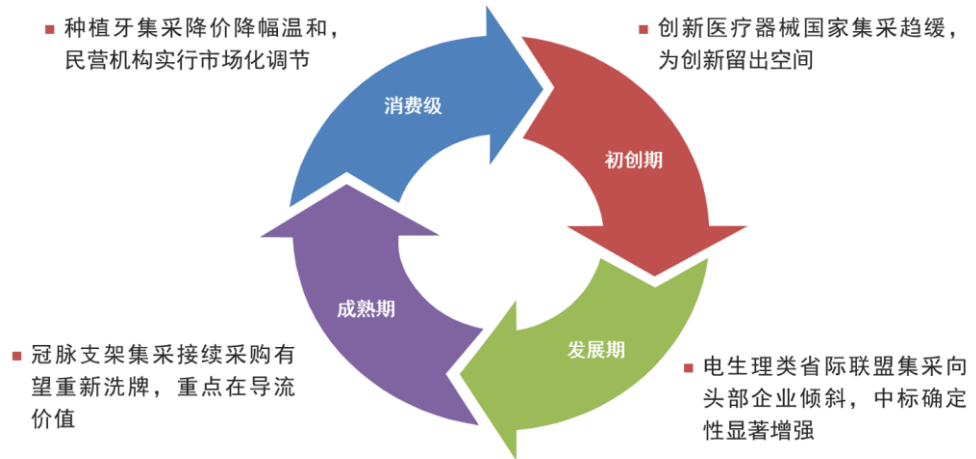 种植牙集采降价降幅温和，
民营机构实行市场化调节
创新医疗器械国家集采趋缓，
为创新留出空间
消费级
初创期
成熟期
发展期
冠脉支架集采接续采购有
望重新洗牌，重点在导流
价值
电生理类省际联盟集采向
头部企业倾斜，中标确定
性显著增强